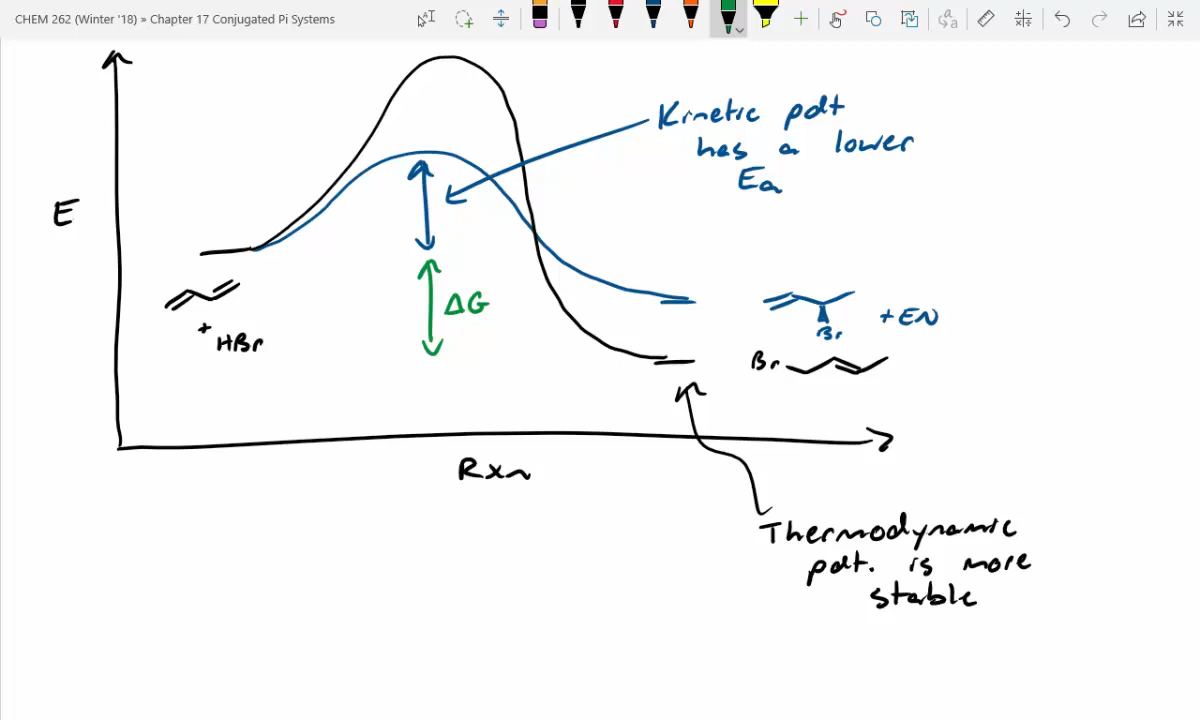 CHEM 262 (Winter '18) » Chapter 17 Conjugated Pi Systems
Kinetic pdt
has a lower
Ea
E
ΔG
+
HBr
Br
+ EN
Br
Rxn
Thermodynamic
pdt. is more
stable